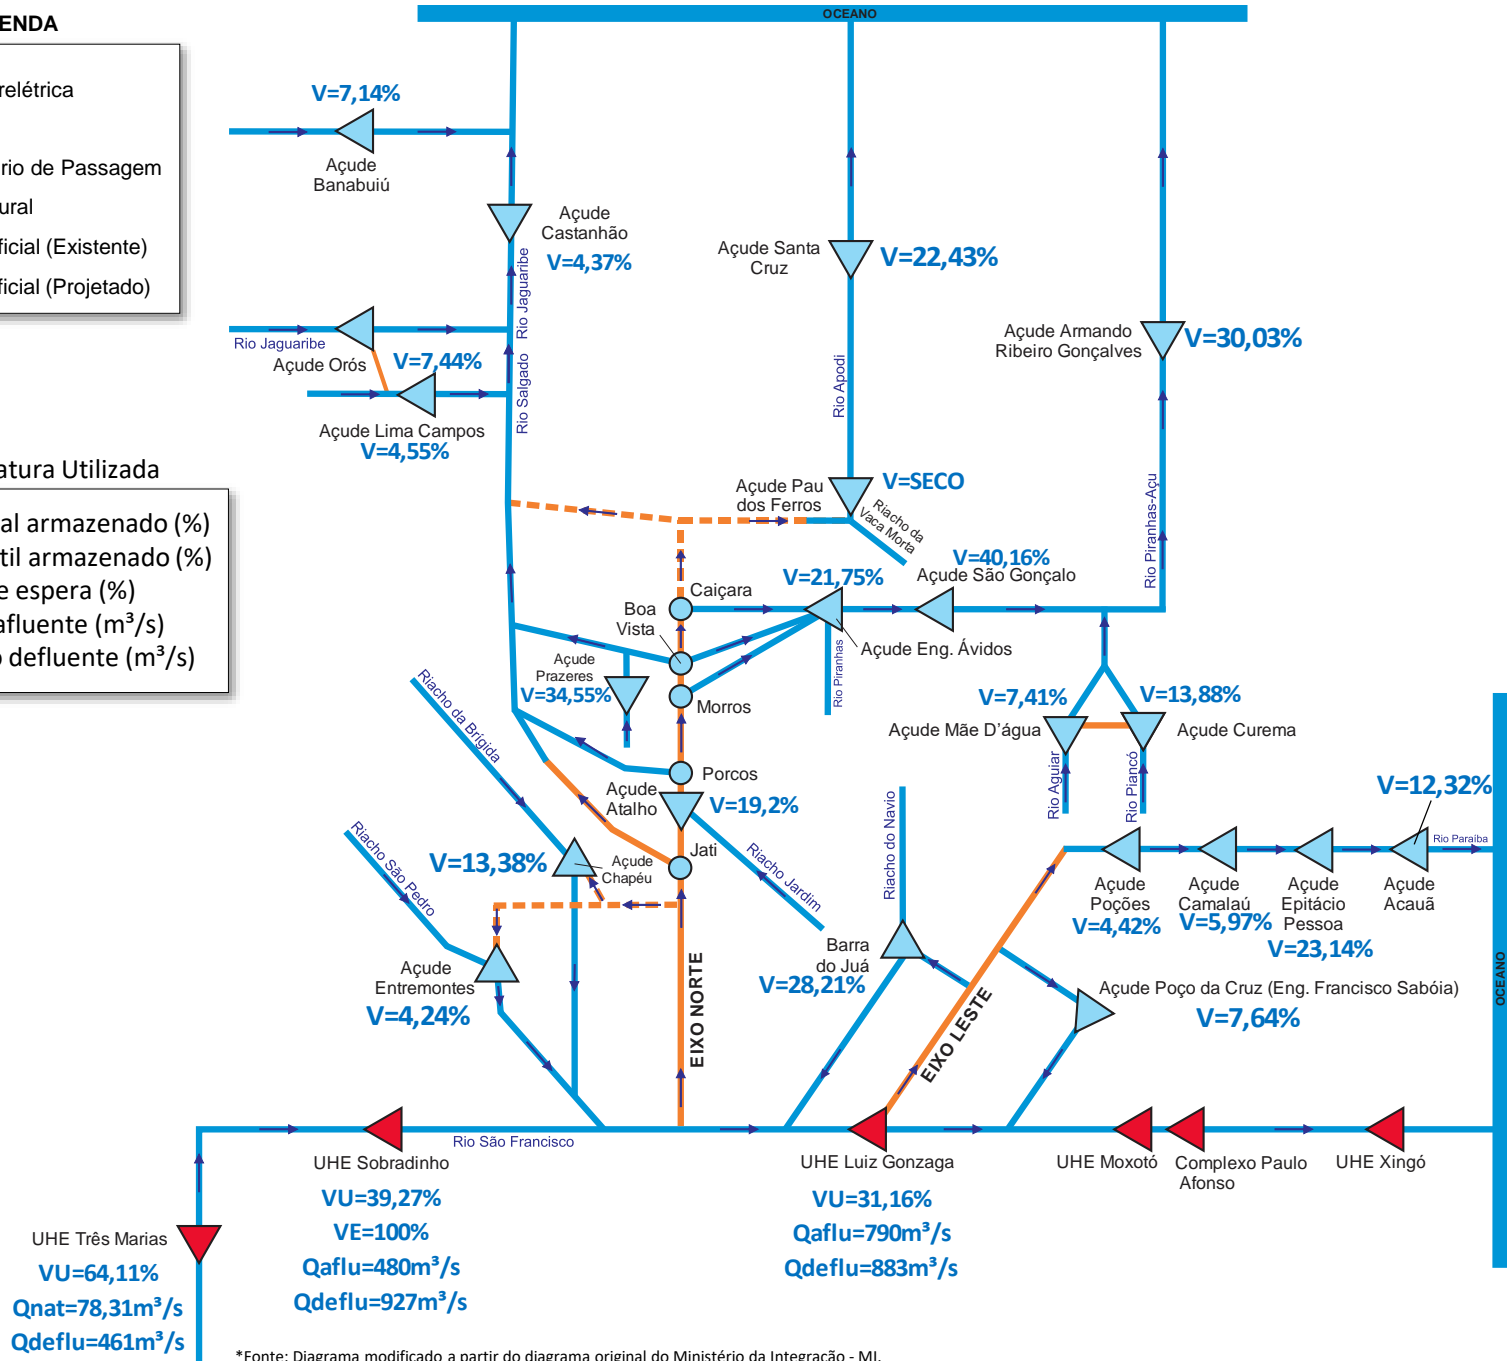 OCEANO
ENDA
relétrica
rio de Passagem
ural
ficial (Existente)
ficial (Projetado)
V=7,14%
Açude
Banabuiú
Açude
Castanhão
V=4,37%
Rio Jaguaribe
Açude Santa
Cruz
V=22,43%
Açude Armando
Ribeiro Gonçalves
V=30,03%
Rio Jaguaribe
Açude Orós
V=7,44%
Rio Salgado
Rio Apodi
Açude Lima Campos
V=4,55%
atura Utilizada
al armazenado (%)
til armazenado (%)
e espera (%)
afluente (m³/s)
o defluente (m³/s)
Açude Pau
dos Ferros
V=SECO
Riacho da
Vaca Morta
Rio Piranhas-Açu
V=40,16%
Açude São Gonçalo
V=21,75%
Caiçara
Boa
Vista
Açude Eng. Ávidos
Rio Piranhas
Açude
Prazeres
V=34,55%
Morros
Riacho da Brígida
V=7,41%
V=13,88%
Açude Mãe D'água
Açude Curema
Rio Aguiar
Rio Piancó
Porcos
Açude
Atalho
V=19,2%
Riacho do Navio
V=12,32%
Rio Paraíba
Riacho São Pedro
V=13,38%
Açude
Chapéu
Jati
Riacho Jardim
Açude
Poções
V=4,42%
Açude
Camalaú
V=5,97%
Açude
Epitácio
Pessoa
V=23,14%
Açude
Acauã
Açude
Entremontes
V=4,24%
EIXO NORTE
Barra
do Juá
V=28,21%
EIXO LESTE
Açude Poço da Cruz (Eng. Francisco Sabóia)
V=7,64%
OCEANO
Rio São Francisco
UHE Sobradinho
VU=39,27%
VE=100%
Qaflu=480m³/s
Qdeflu=927m³/s
UHE Luiz Gonzaga
VU=31,16%
Qaflu=790m³/s
Qdeflu=883m³/s
UHE Moxotó
Complexo Paulo
Afonso
UHE Xingó
UHE Três Marias
VU=64,11%
Qnat=78,31m³/s
Qdeflu=461m³/s
*Fonte: Diagrama modificado a partir do diagrama original do Ministério da Integração - MI.